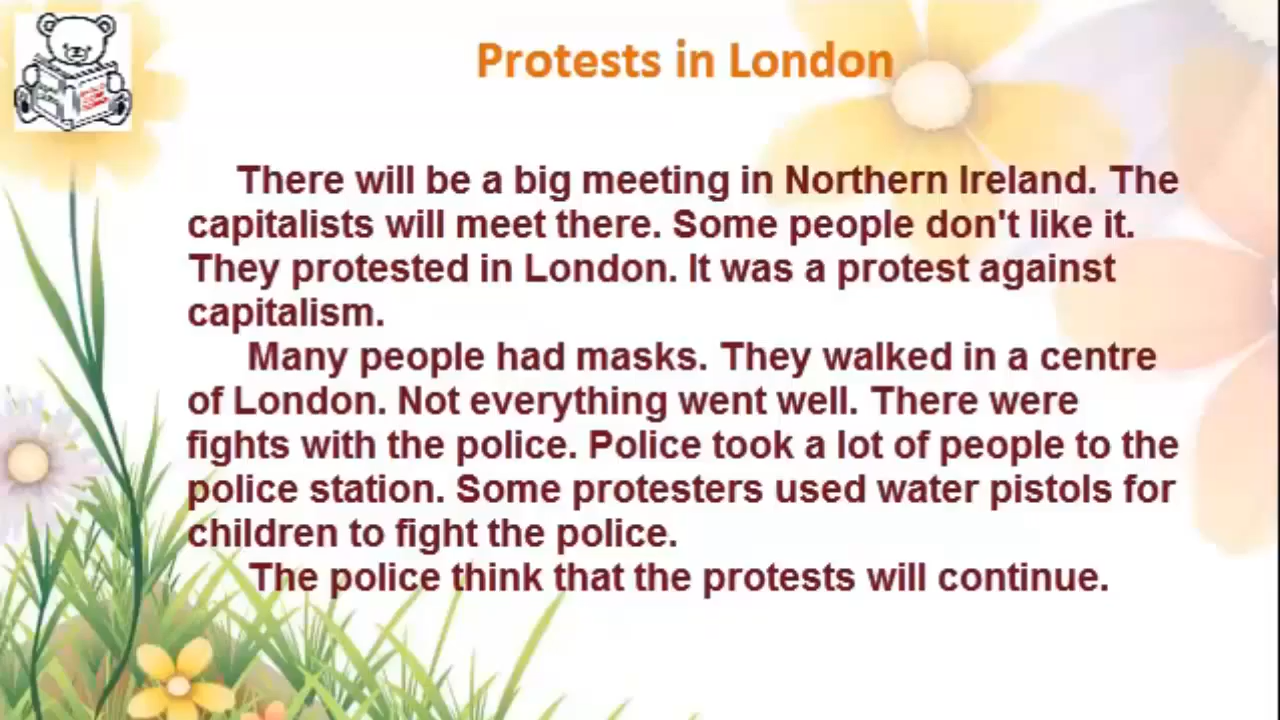 Protests in London
There will be a big meeting in Northern Ireland. The
capitalists will meet there. Some people don't like it.
They protested in London. It was a protest against
capitalism.
Many people had masks. They walked in a centre
of London. Not everything went well. There were
fights with the police. Police took a lot of people to the
police station. Some protesters used water pistols for
children to fight the police.
The police think that the protests will continue.